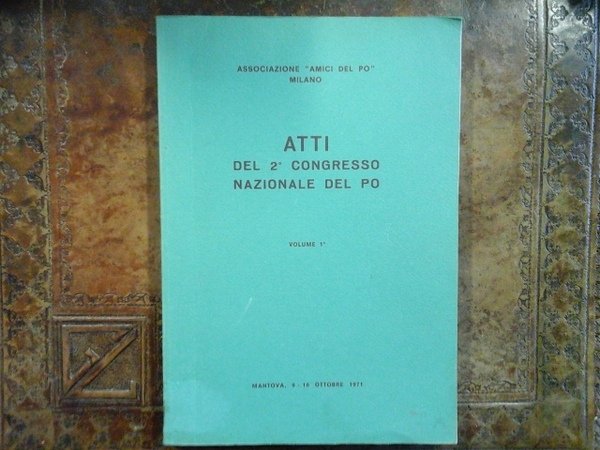 ASSOCIAZIONE "AMICI DEL PO"
MILANO
ATTI
DEL 2° CONGRESSO
NAZIONALE DEL PO
VOLUME 1°
MANTOVA, 9 - 10 OTTOBRE 1971